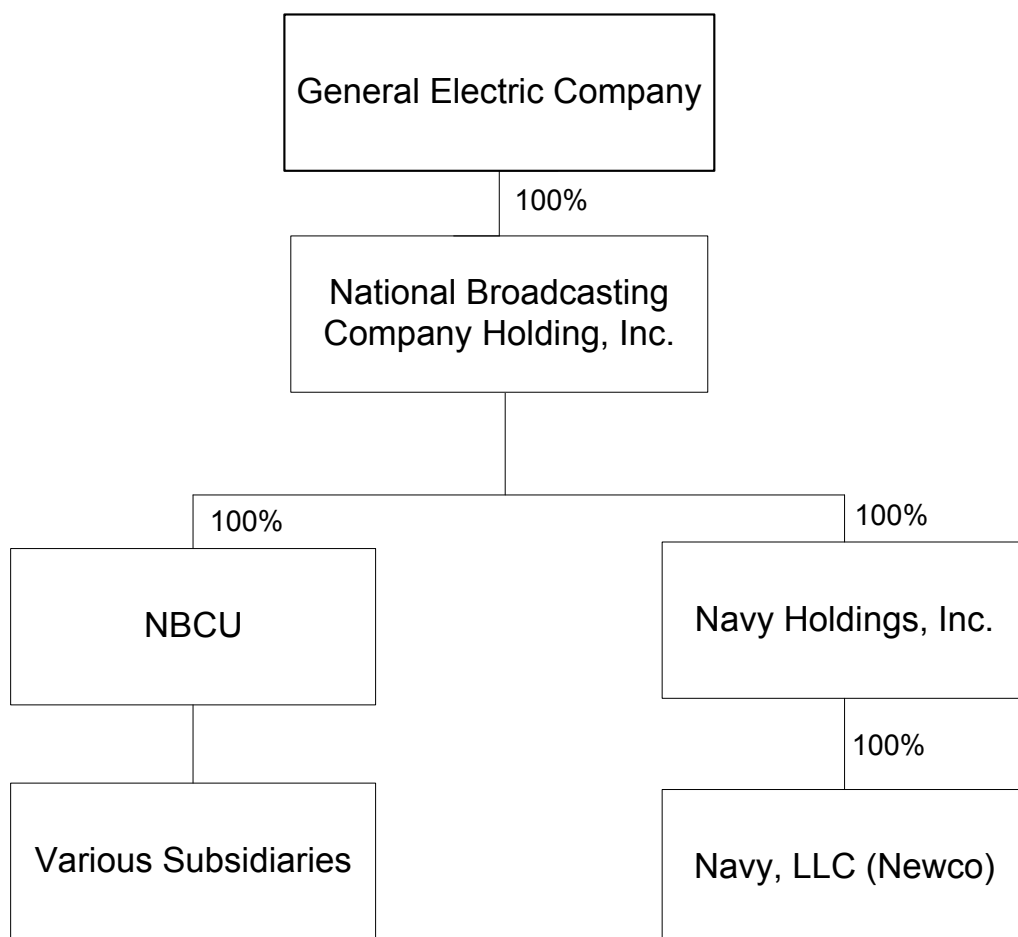 General Electric Company
100%
National Broadcasting
Company Holding, Inc.
100%
100%
NBCU
Navy Holdings, Inc.
100%
Various Subsidiaries
Navy, LLC (Newco)